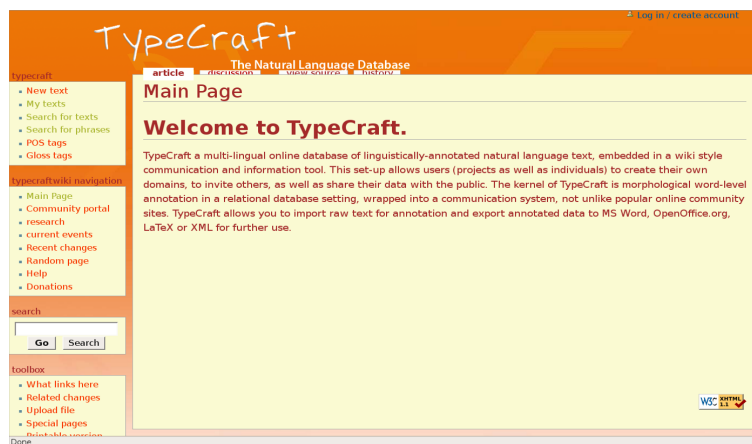 Log in / create account
TypeCraft
The Natural Language Database
article discussion view source history
typecraft
New text
My texts
Search for texts
Search for phrases
POS tags
Gloss tags
typecraftwiki navigation
Main Page
Community portal
research
current events
Recent changes
Random page
Help
Donations
search
Go Search
toolbox
What links here
Related changes
Upload file
Special pages
Printable version
Main Page
Welcome to TypeCraft.
TypeCraft a multi-lingual online database of linguistically-annotated natural language text, embedded in a wiki style
communication and information tool. This set-up allows users (projects as well as individuals) to create their own
domains, to invite others, as well as share their data with the public. The kernel of TypeCraft is morphological word-level
annotation in a relational database setting, wrapped into a communication system, not unlike popular online community
sites. TypeCraft allows you to import raw text for annotation and export annotated data to MS Word, OpenOffice.org,
LaTeX or XML for further use.
W3C XHTML 1.1
Done